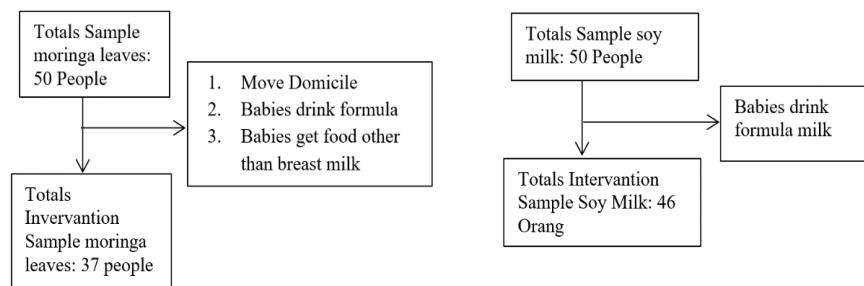 Totals Sample
moringa leaves:
50 People
1. Move Domicile
2. Babies drink formula
3. Babies get food other
than breast milk
Totals
Invervantion
Sample moringa
leaves: 37 people
Totals Sample soy
milk: 50 People
Babies drink
formula milk
Totals Intervantion
Sample Soy Milk: 46
Orang